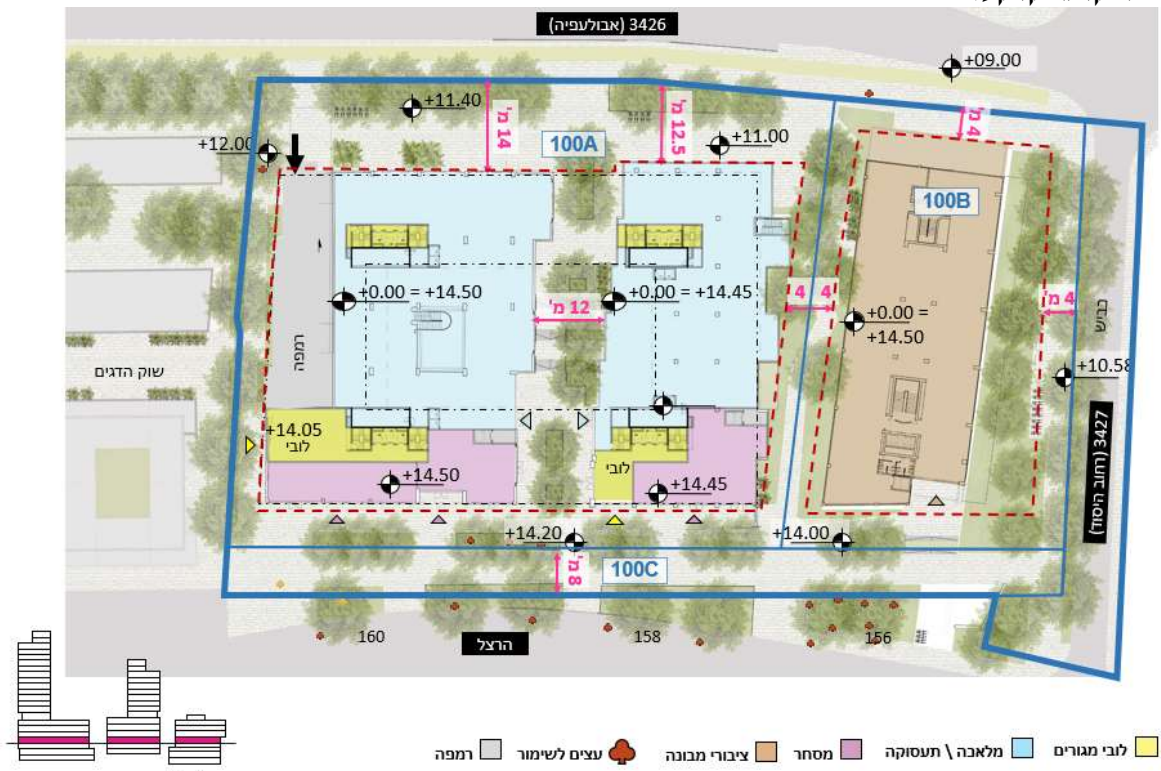 3426 (אבולעפיה)
+09.00
+11.40
14 מ'
12.5 מ'
4 מ'
100A
+11.00
+12.00
100B
+0.00 = +14.50
+0.00 = +14.45
12 מ'
4 4
+0.00 =
+14.50
4 מ'
כביש
רמפה
שוק הדגים
+10.58
+14.05
לובי
לובי
+14.50
+14.45
3427 (רחוב היסוד)
+14.20
+14.00
8 מ'
100C
160
158
156
הרצל
לובי מגורים
מלאכה \ תעסוקה
ציבורי מבונה
מסחר
עצים לשימור
רמפה